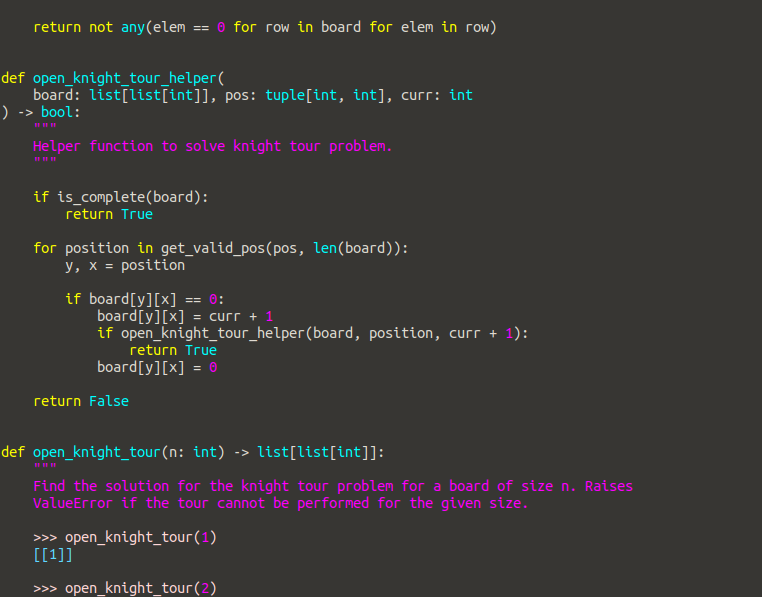 return not any(elem == 0 for row in board for elem in row)
def open_knight_tour_helper(
    board: list[list[int]], pos: tuple[int, int], curr: int
) -> bool:
    """
    Helper function to solve knight tour problem.
    """
    if is_complete(board):
        return True
    for position in get_valid_pos(pos, len(board)):
        y, x = position
        if board[y][x] == 0:
            board[y][x] = curr + 1
            if open_knight_tour_helper(board, position, curr + 1):
                return True
            board[y][x] = 0
    return False
def open_knight_tour(n: int) -> list[list[int]]:
    """
    Find the solution for the knight tour problem for a board of size n. Raises
    ValueError if the tour cannot be performed for the given size.
    >>> open_knight_tour(1)
    [[1]]
    >>> open_knight_tour(2)